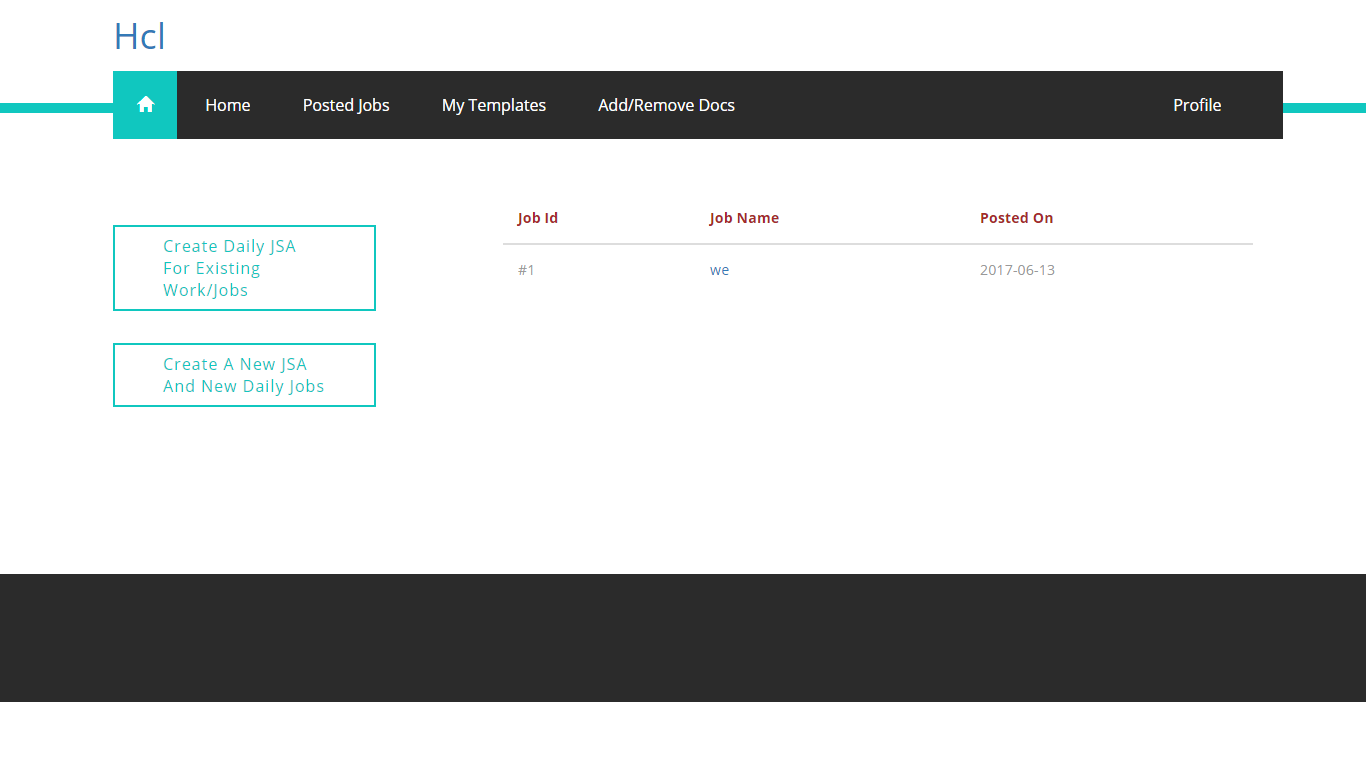 Hcl
Home Posted Jobs My Templates Add/Remove Docs Profile
Create Daily JSA
For Existing
Work/Jobs
Create A New JSA
And New Daily Jobs
Job Id Job Name Posted On
#1 we 2017-06-13